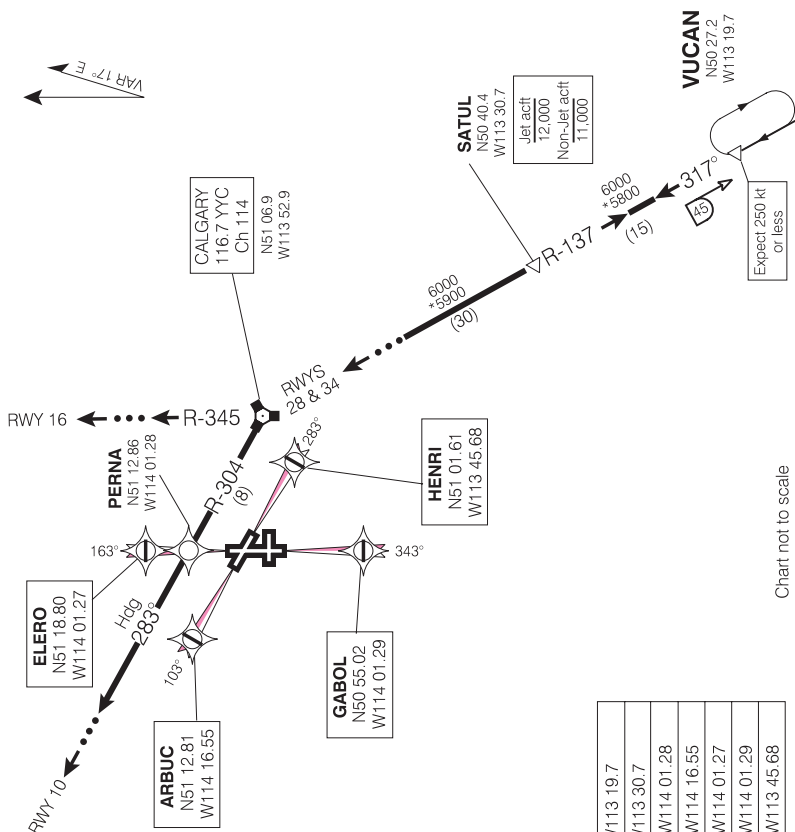 VAR 17° E
VUCAN
N50 27.2
W113 19.7
SATUL
N50 40.4
W113 30.7
Jet acft
12,000
Non-Jet acft
11,000
CALGARY
116.7 YYC
Ch 114
N51 06.9
W113 52.9
6000
*5800
(15)
317°
45
Expect 250 kt
or less
R-137
6000
*5900
(30)
RWYS
28 & 34
RWY 16
R-345
PERNA
N51 12.86
W114 01.28
R-304
(8)
283°
HENRI
N51 01.61
W113 45.68
163°
343°
ELERO
N51 18.80
W114 01.27
Hdg
283°
103°
GABOL
N50 55.02
W114 01.29
ARBUC
N51 12.81
W114 16.55
RWY 10
Chart not to scale
113 19.7
113 30.7
W114 01.28
W114 16.55
W114 01.27
W114 01.29
W113 45.68